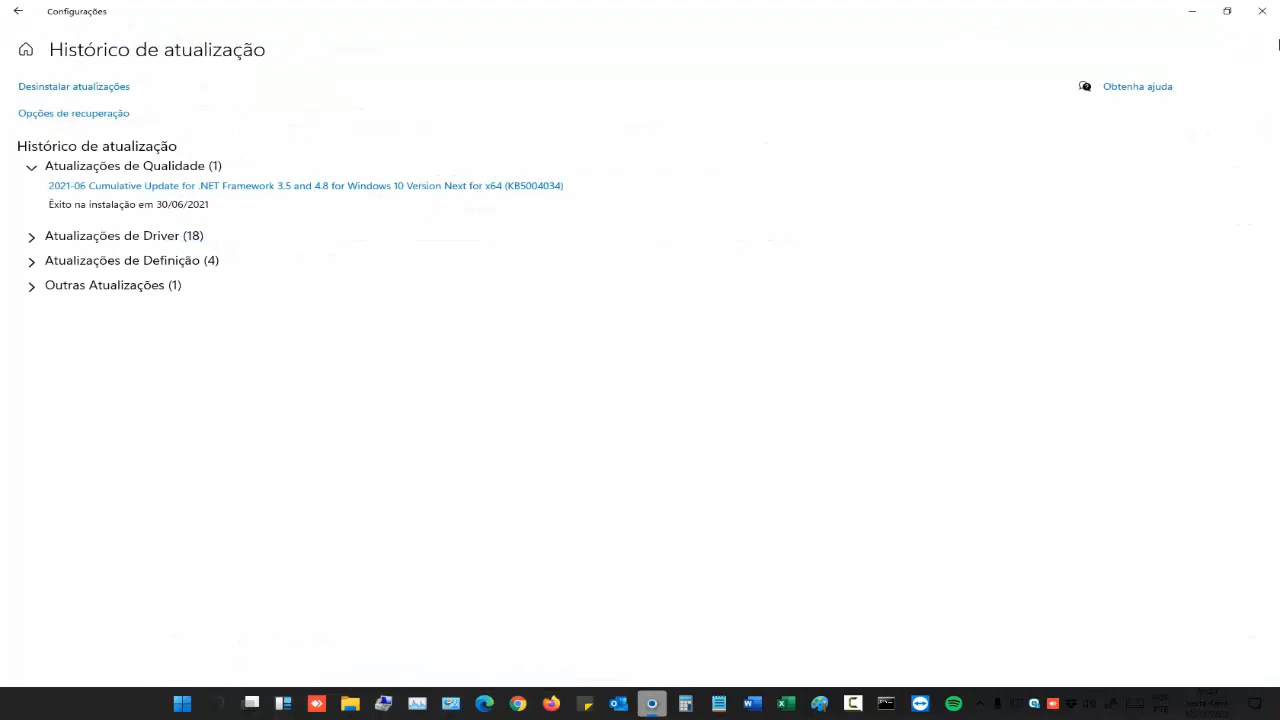 Configurações
Histórico de atualização
Desinstalar atualizações
Obtenha ajuda
Opções de recuperação
Histórico de atualização
Atualizações de Qualidade (1)
2021-06 Cumulative Update for .NET Framework 3.5 and 4.8 for Windows 10 Version Next for x64 (KB5004034)
Êxito na instalação em 30/06/2021
Atualizações de Driver (18)
Atualizações de Definição (4)
Outras Atualizações (1)